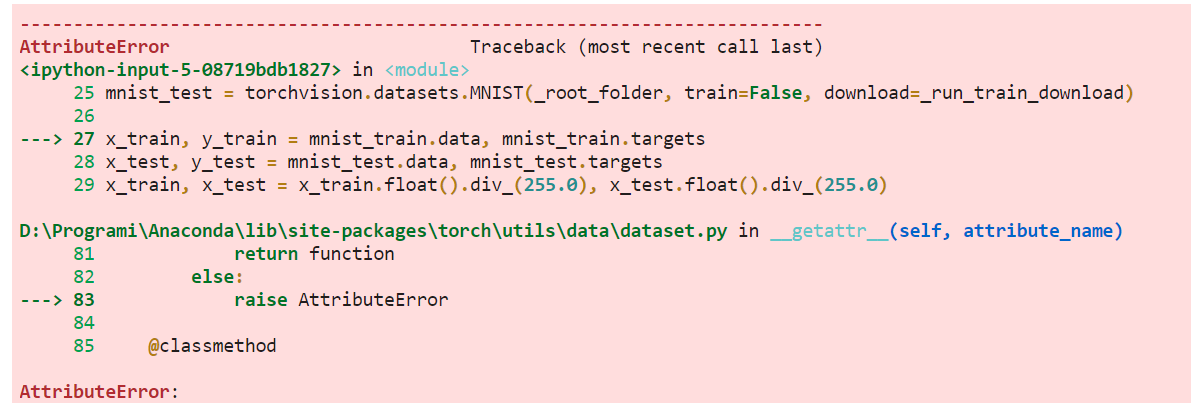 ---------------------------------------------------------------------------
AttributeError                            Traceback (most recent call last)
<ipython-input-5-08719bdb1827> in <module>
     25 mnist_test = torchvision.datasets.MNIST(_root_folder, train=False, download=_run_train_download)
     26
---> 27 x_train, y_train = mnist_train.data, mnist_train.targets
     28 x_test, y_test = mnist_test.data, mnist_test.targets
     29 x_train, x_test = x_train.float().div_(255.0), x_test.float().div_(255.0)
D:\Programi\Anaconda\lib\site-packages\torch\utils\data\dataset.py in __getattr__(self, attribute_name)
     81             return function
     82         else:
---> 83             raise AttributeError
     84
     85     @classmethod
AttributeError: